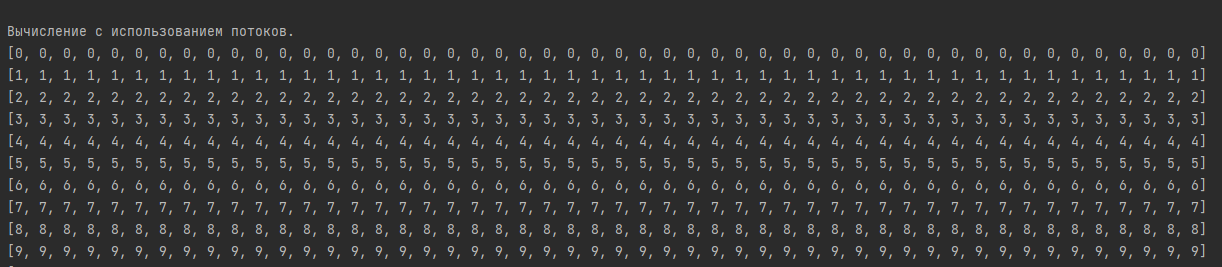 Вычисление с использованием потоков.
[0, 0, 0, 0, 0, 0, 0, 0, 0, 0, 0, 0, 0, 0, 0, 0, 0, 0, 0, 0, 0, 0, 0, 0, 0, 0, 0, 0, 0, 0, 0, 0, 0, 0, 0, 0, 0, 0, 0, 0, 0, 0, 0, 0, 0, 0, 0, 0, 0, 0]
[1, 1, 1, 1, 1, 1, 1, 1, 1, 1, 1, 1, 1, 1, 1, 1, 1, 1, 1, 1, 1, 1, 1, 1, 1, 1, 1, 1, 1, 1, 1, 1, 1, 1, 1, 1, 1, 1, 1, 1, 1, 1, 1, 1, 1, 1, 1, 1, 1, 1]
[2, 2, 2, 2, 2, 2, 2, 2, 2, 2, 2, 2, 2, 2, 2, 2, 2, 2, 2, 2, 2, 2, 2, 2, 2, 2, 2, 2, 2, 2, 2, 2, 2, 2, 2, 2, 2, 2, 2, 2, 2, 2, 2, 2, 2, 2, 2, 2, 2, 2]
[3, 3, 3, 3, 3, 3, 3, 3, 3, 3, 3, 3, 3, 3, 3, 3, 3, 3, 3, 3, 3, 3, 3, 3, 3, 3, 3, 3, 3, 3, 3, 3, 3, 3, 3, 3, 3, 3, 3, 3, 3, 3, 3, 3, 3, 3, 3, 3, 3, 3]
[4, 4, 4, 4, 4, 4, 4, 4, 4, 4, 4, 4, 4, 4, 4, 4, 4, 4, 4, 4, 4, 4, 4, 4, 4, 4, 4, 4, 4, 4, 4, 4, 4, 4, 4, 4, 4, 4, 4, 4, 4, 4, 4, 4, 4, 4, 4, 4, 4, 4]
[5, 5, 5, 5, 5, 5, 5, 5, 5, 5, 5, 5, 5, 5, 5, 5, 5, 5, 5, 5, 5, 5, 5, 5, 5, 5, 5, 5, 5, 5, 5, 5, 5, 5, 5, 5, 5, 5, 5, 5, 5, 5, 5, 5, 5, 5, 5, 5, 5, 5]
[6, 6, 6, 6, 6, 6, 6, 6, 6, 6, 6, 6, 6, 6, 6, 6, 6, 6, 6, 6, 6, 6, 6, 6, 6, 6, 6, 6, 6, 6, 6, 6, 6, 6, 6, 6, 6, 6, 6, 6, 6, 6, 6, 6, 6, 6, 6, 6, 6, 6]
[7, 7, 7, 7, 7, 7, 7, 7, 7, 7, 7, 7, 7, 7, 7, 7, 7, 7, 7, 7, 7, 7, 7, 7, 7, 7, 7, 7, 7, 7, 7, 7, 7, 7, 7, 7, 7, 7, 7, 7, 7, 7, 7, 7, 7, 7, 7, 7, 7, 7]
[8, 8, 8, 8, 8, 8, 8, 8, 8, 8, 8, 8, 8, 8, 8, 8, 8, 8, 8, 8, 8, 8, 8, 8, 8, 8, 8, 8, 8, 8, 8, 8, 8, 8, 8, 8, 8, 8, 8, 8, 8, 8, 8, 8, 8, 8, 8, 8, 8, 8]
[9, 9, 9, 9, 9, 9, 9, 9, 9, 9, 9, 9, 9, 9, 9, 9, 9, 9, 9, 9, 9, 9, 9, 9, 9, 9, 9, 9, 9, 9, 9, 9, 9, 9, 9, 9, 9, 9, 9, 9, 9, 9, 9, 9, 9, 9, 9, 9, 9, 9]